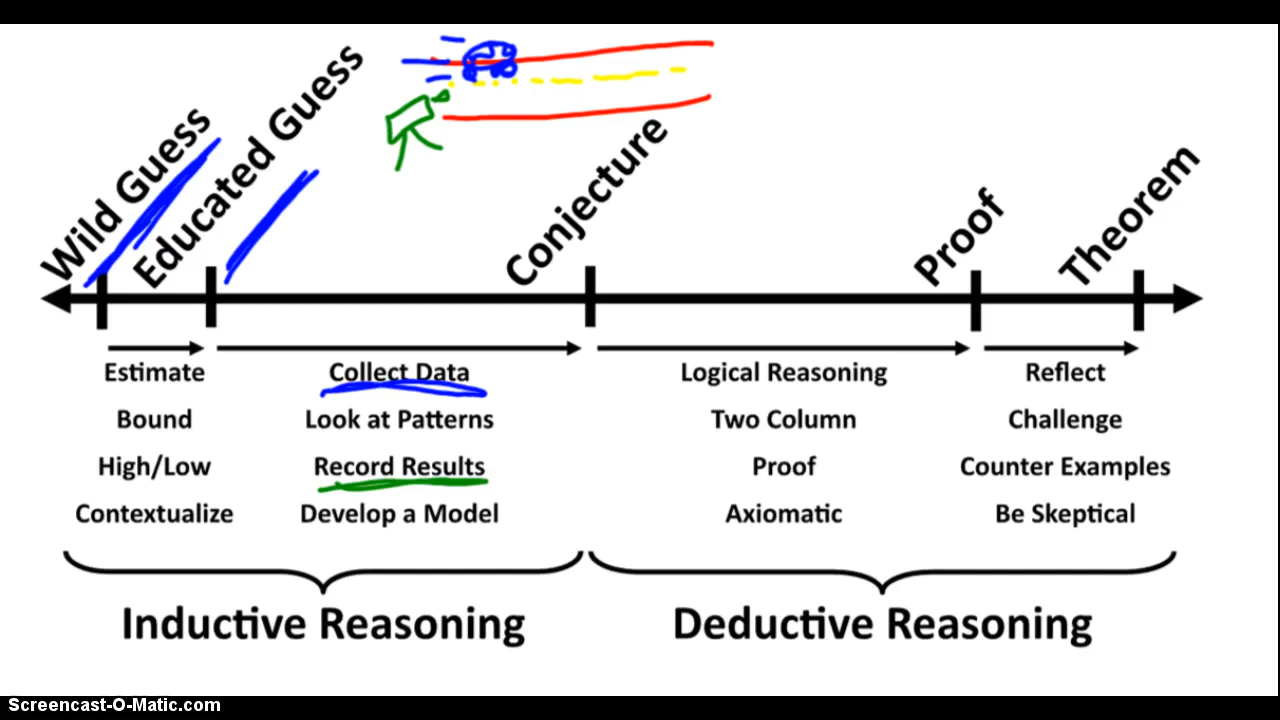 Wild Guess
Educated Guess
Conjecture
Proof
Theorem
Estimate
Bound
High/Low
Contextualize
Collect Data
Look at Patterns
Record Results
Develop a Model
Logical Reasoning
Two Column
Proof
Axiomatic
Reflect
Challenge
Counter Examples
Be Skeptical
Inductive Reasoning
Deductive Reasoning
Screencast-O-Matic.com